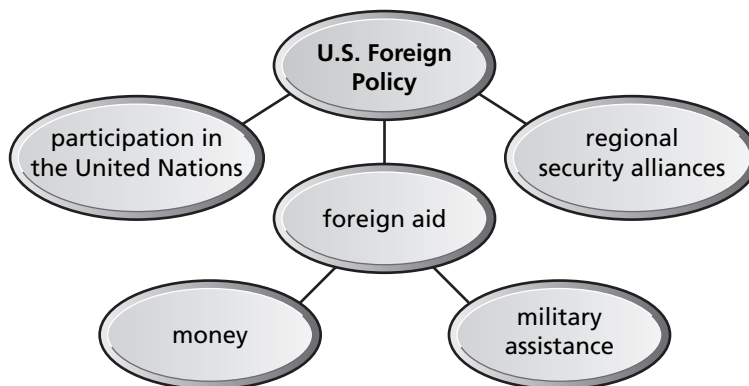 U.S. Foreign
Policy
participation in
the United Nations
regional
security alliances
foreign aid
money
military
assistance